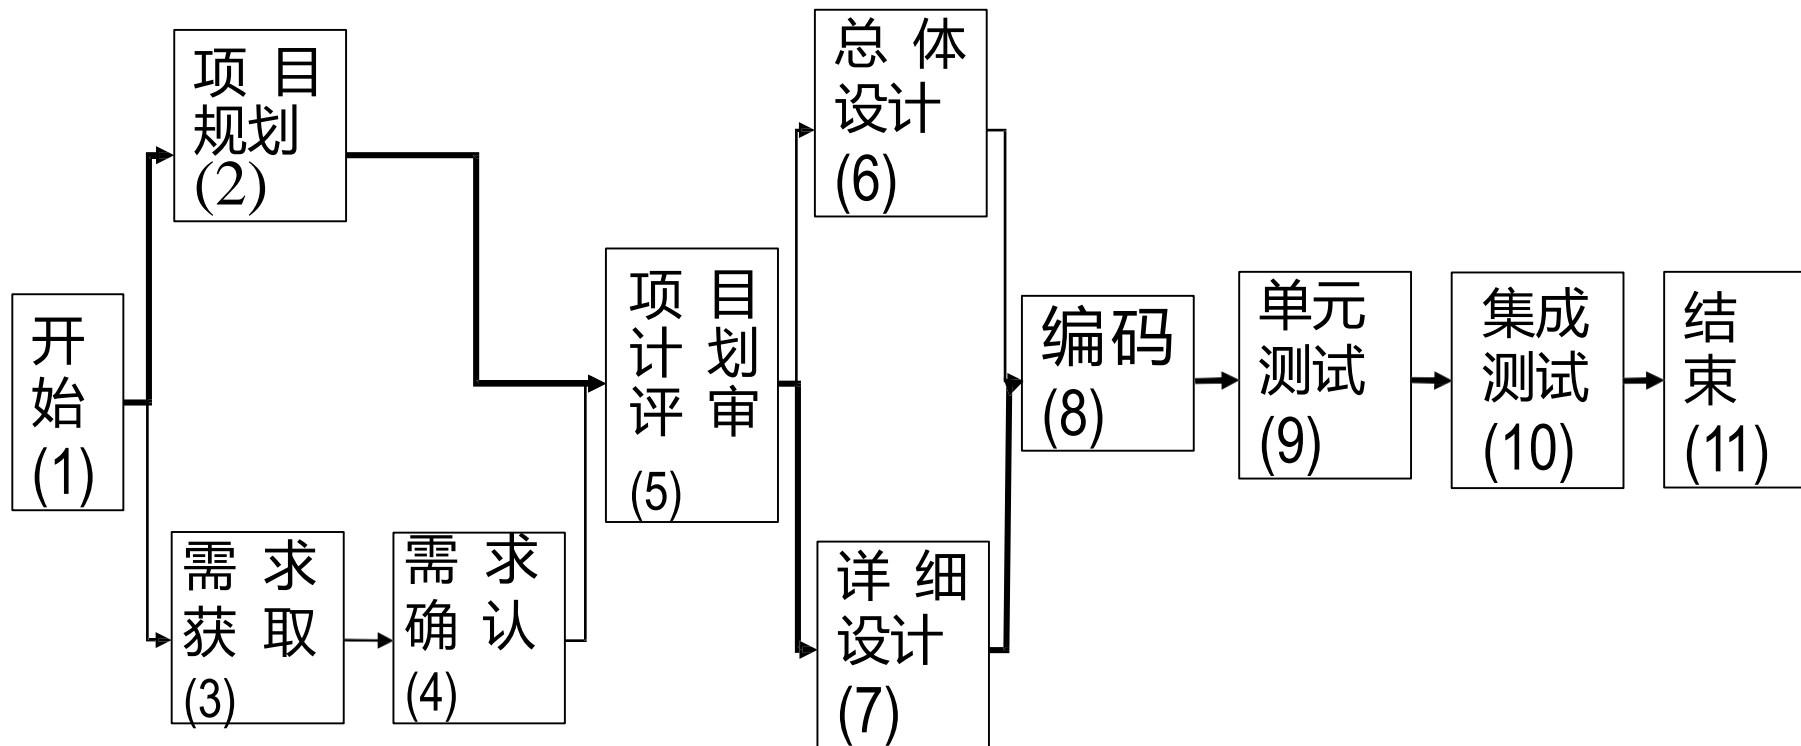 开
始
(1)
项 目
规划
(2)
需 求
获 取
(3)
需 求
确 认
(4)
项 目
计 划
评 审
(5)
总 体
设计
(6)
详 细
设计
(7)
编码
(8)
单元
测试
(9)
集成
测试
(10)
结
束
(11)